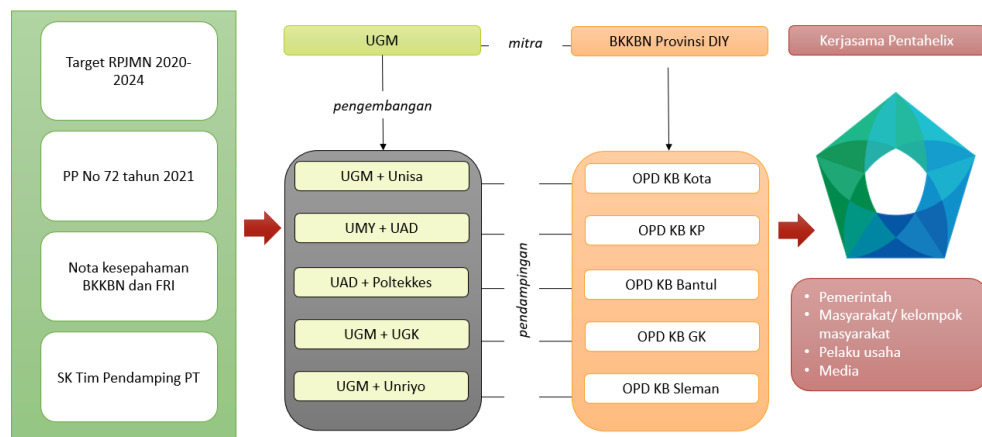 Target RPJMN 2020-
2024
PP No 72 tahun 2021
Nota kesepahaman
BKKBN dan FRI
SK Tim Pendamping PT
UGM
mitra
BKKBN Provinsi DIY
Kerjasama Pentahelix
pengembangan
UGM + Unisa
UMY + UAD
UAD + Poltekkes
UGM + UGK
UGM + Unriyo
pendampingan
OPD KB Kota
OPD KB KP
OPD KB Bantul
OPD KB GK
OPD KB Sleman
• Pemerintah
• Masyarakat/ kelompok
masyarakat
• Pelaku usaha
• Media